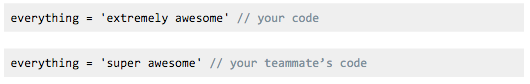 everything = 'extremely awesome' // your code
everything = 'super awesome' // your teammate’s code